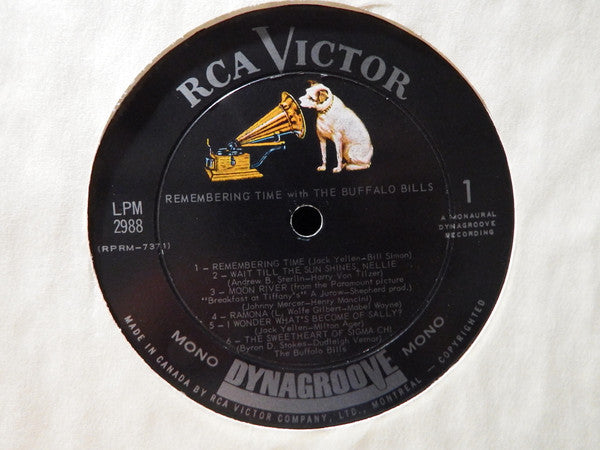 RCA VICTOR
REMEMBERING TIME with THE BUFFALO BILLS
LPM
2988
(RPRM-7371)
1
A MONAURAL
DYNAGROOVE
RECORDING
1 – REMEMBERING TIME (Jack Yellen-Bill Simon)
2 – WAIT TILL THE SUN SHINES, NELLIE
(Andrew B. Sterlin-Harry Von Tilzer)
3 – MOON RIVER (from the Paramount picture
"Breakfast at Tiffany's" A Jurow-Shepherd prod.)
(Johnny Mercer-Henry Mancini)
4 – RAMONA (L. Wolfe Gilbert-Mabel Wayne)
5 – I WONDER WHAT'S BECOME OF SALLY?
(Jack Yellen-Milton Ager)
6 – THE SWEETHEART OF SIGMA CHI
(Byron D. Stokes-Dudleigh Vernor)
The Buffalo Bills
MONO
DYNAGROOVE
MONO
MADE IN CANADA BY RCA VICTOR COMPANY, LTD., MONTREAL – COPYRIGHTED